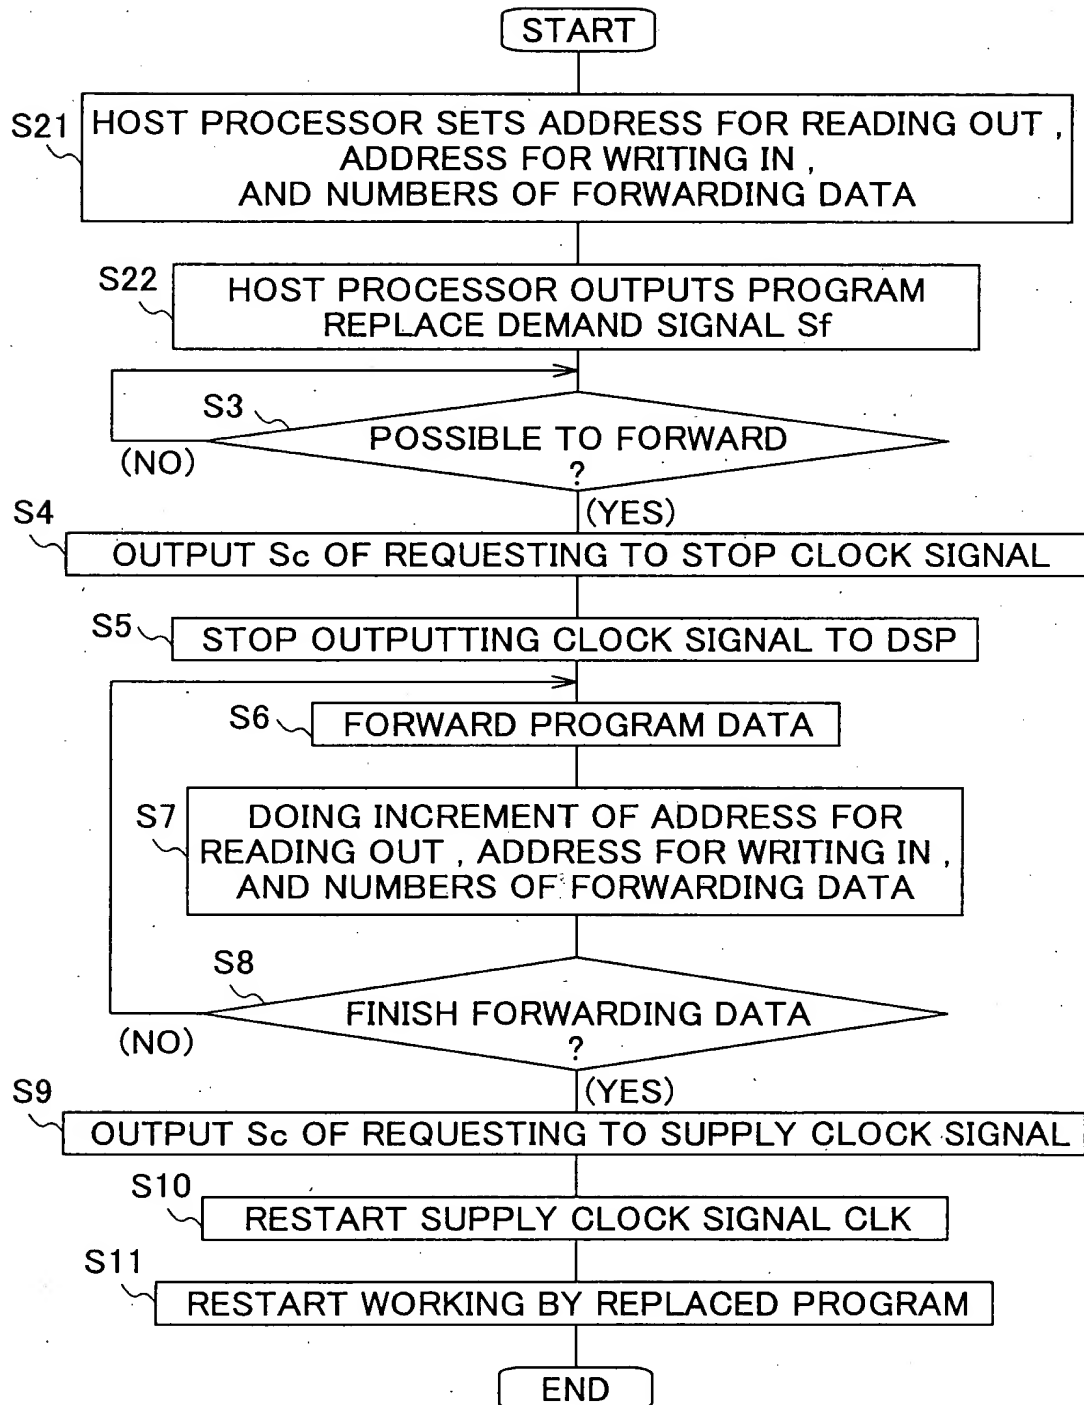 START
S21
HOST PROCESSOR SETS ADDRESS FOR READING OUT ,
ADDRESS FOR WRITING IN ,
AND NUMBERS OF FORWARDING DATA
S22
HOST PROCESSOR OUTPUTS PROGRAM
REPLACE DEMAND SIGNAL Sf
S3
POSSIBLE TO FORWARD
?
(NO)
(YES)
S4
OUTPUT Sc OF REQUESTING TO STOP CLOCK SIGNAL
S5
STOP OUTPUTTING CLOCK SIGNAL TO DSP
S6
FORWARD PROGRAM DATA
S7
DOING INCREMENT OF ADDRESS FOR
READING OUT , ADDRESS FOR WRITING IN ,
AND NUMBERS OF FORWARDING DATA
S8
FINISH FORWARDING DATA
?
(NO)
(YES)
S9
OUTPUT Sc OF REQUESTING TO SUPPLY CLOCK SIGNAL
S10
RESTART SUPPLY CLOCK SIGNAL CLK
S11
RESTART WORKING BY REPLACED PROGRAM
END